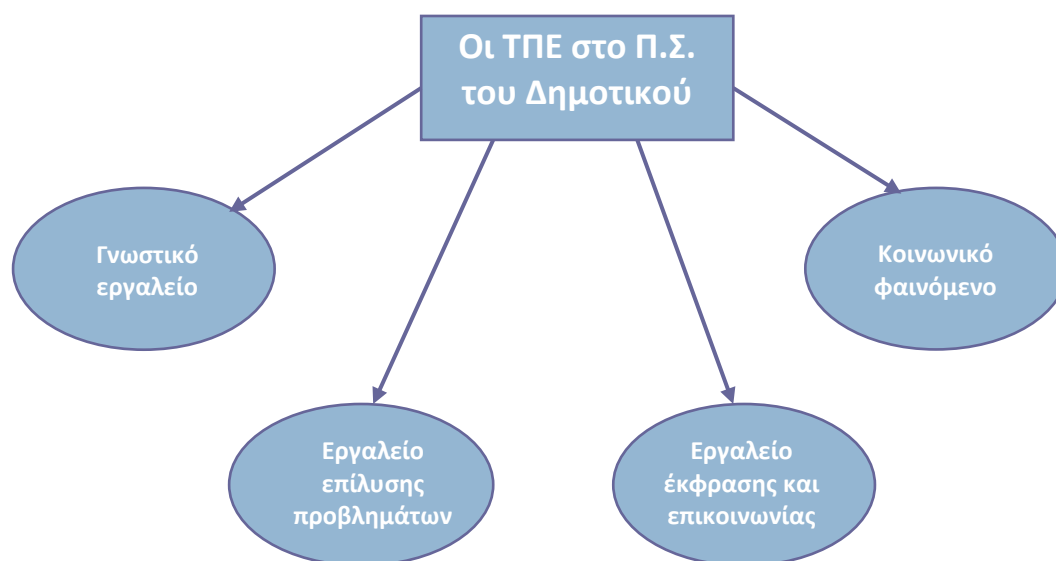 Οι ΤΠΕ στο Π.Σ.
του Δημοτικού
Γνωστικό
εργαλείο
Κοινωνικό
φαινόμενο
Εργαλείο
επίλυσης
προβλημάτων
Εργαλείο
έκφρασης και
επικοινωνίας